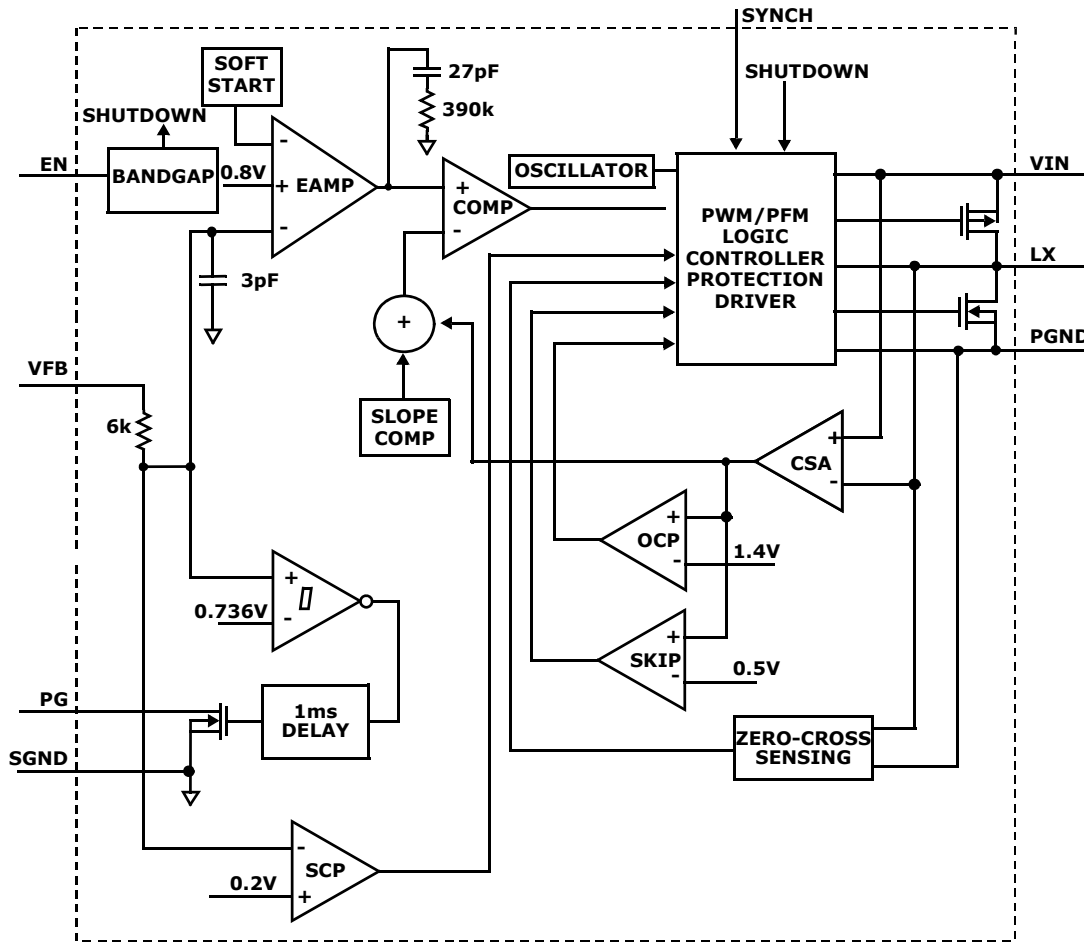 SYNCH
SHUTDOWN
SOFT
START
27pF
390k
SHUTDOWN
EN
BANDGAP
0.8V
-
+
-
EAMP
+
-
COMP
OSCILLATOR
PWM/PFM
LOGIC
CONTROLLER
PROTECTION
DRIVER
VIN
LX
PGND
3pF
+
VFB
6k
SLOPE
COMP
+
-
CSA
+
-
OCP
1.4V
+
-
0.736V
+
-
SKIP
0.5V
PG
1ms
DELAY
SGND
ZERO-CROSS
SENSING
-
+
SCP
0.2V